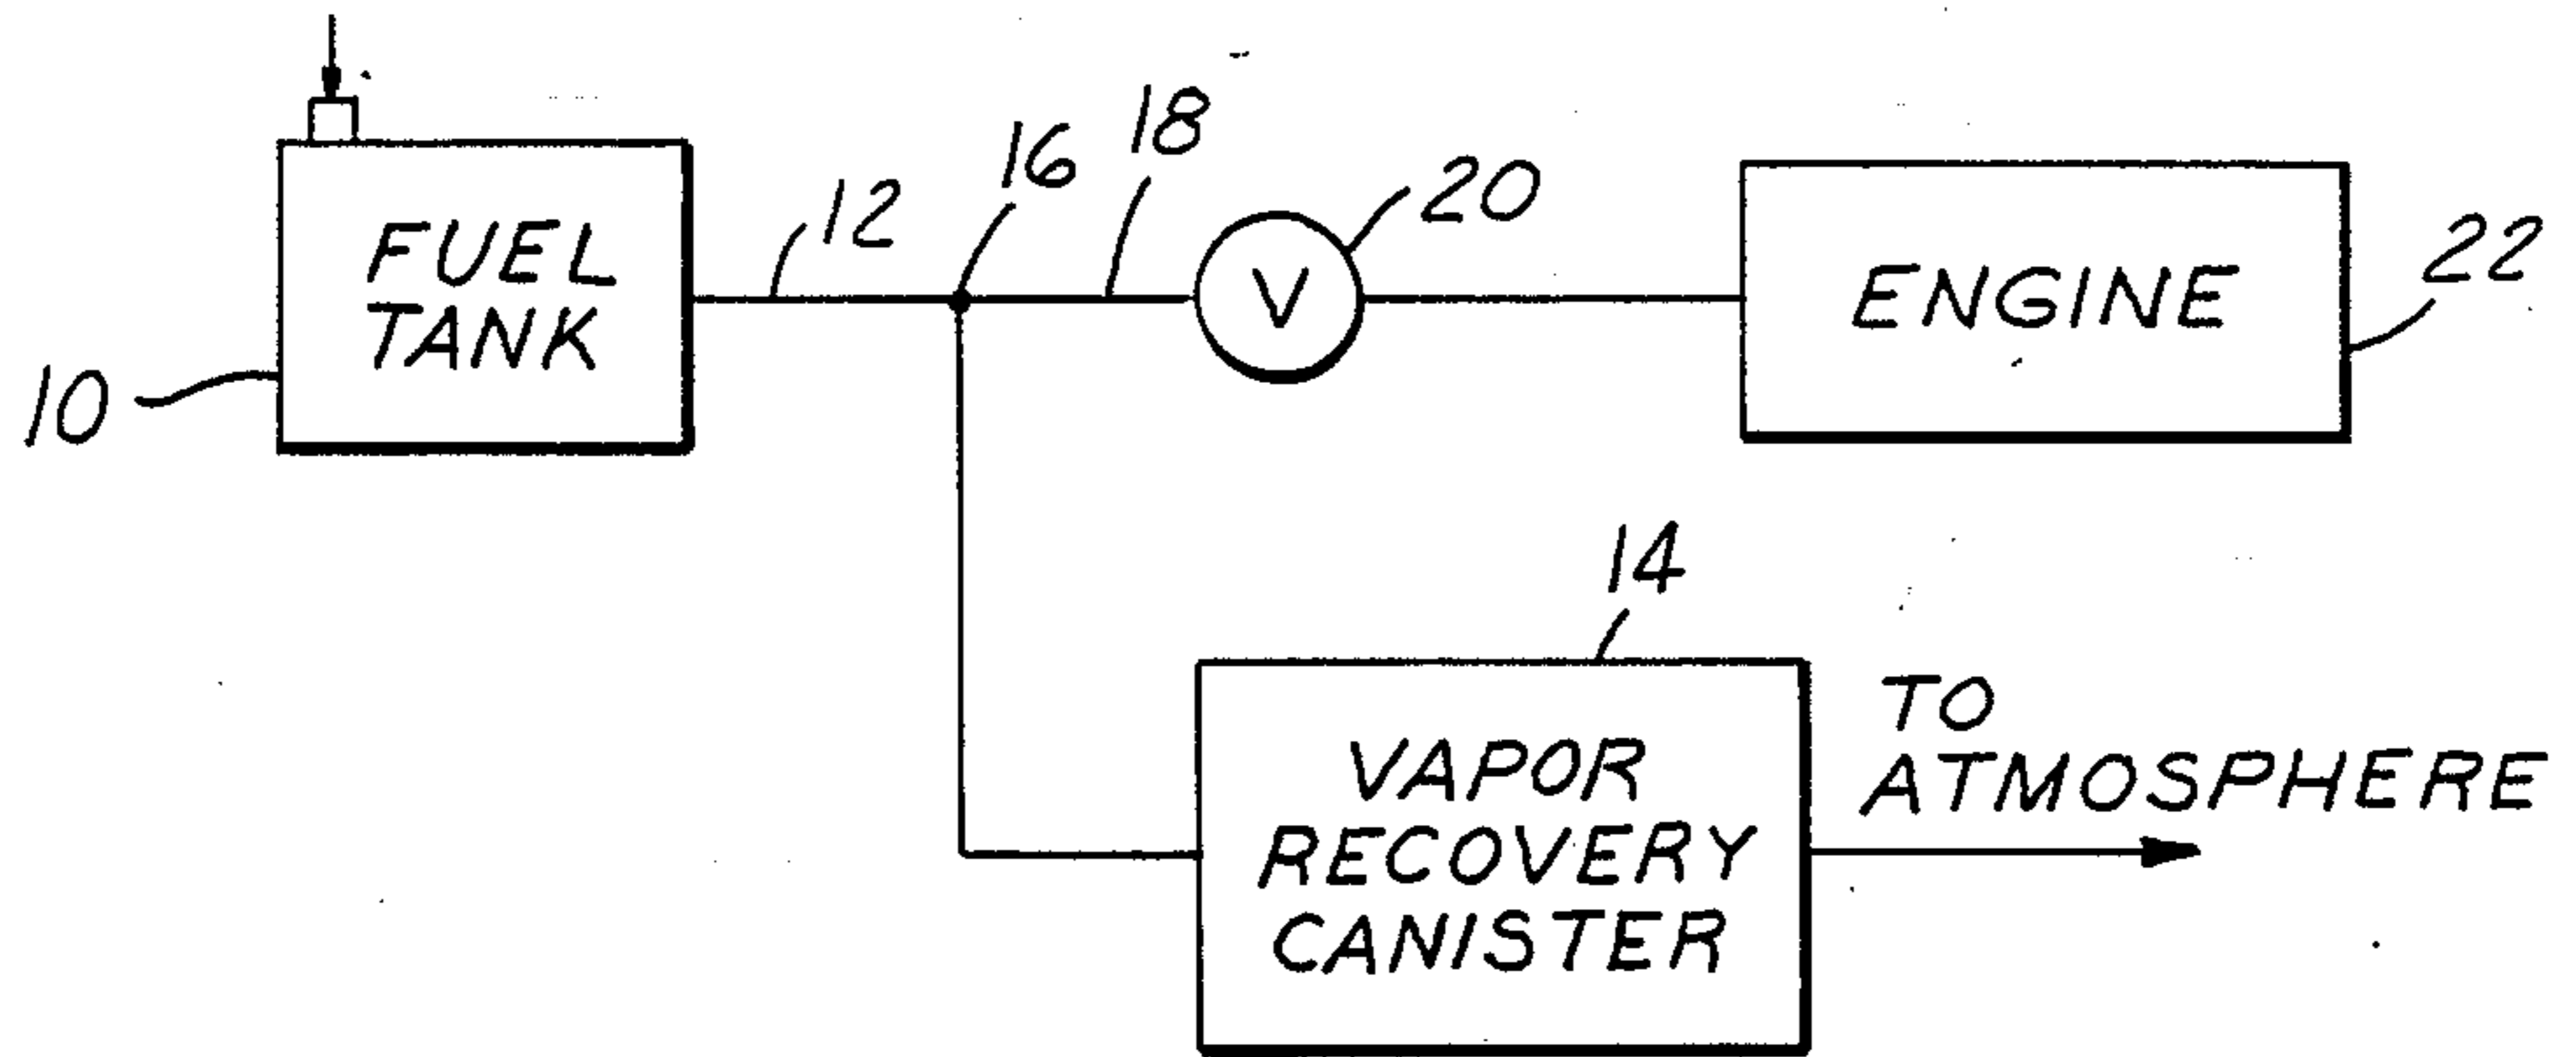 12
16
18
20
FUEL
TANK
ENGINE
22
10
V
14
TO
ATMOSPHERE
VAPOR
RECOVERY
CANISTER